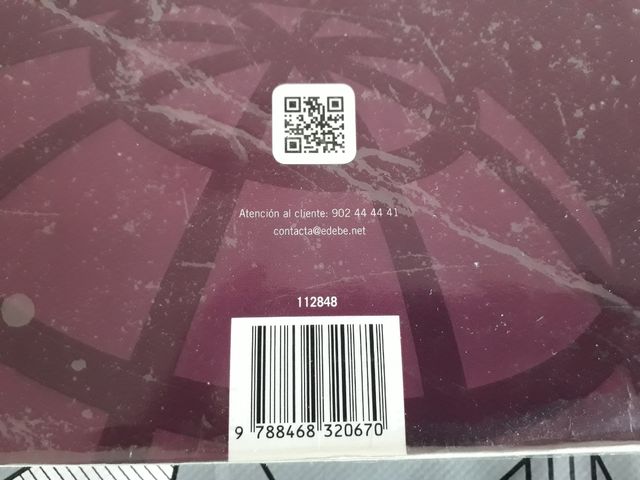 Atención al cliente: 902 44 44 41
contacta@edebe.net
112848
9 788468 320670